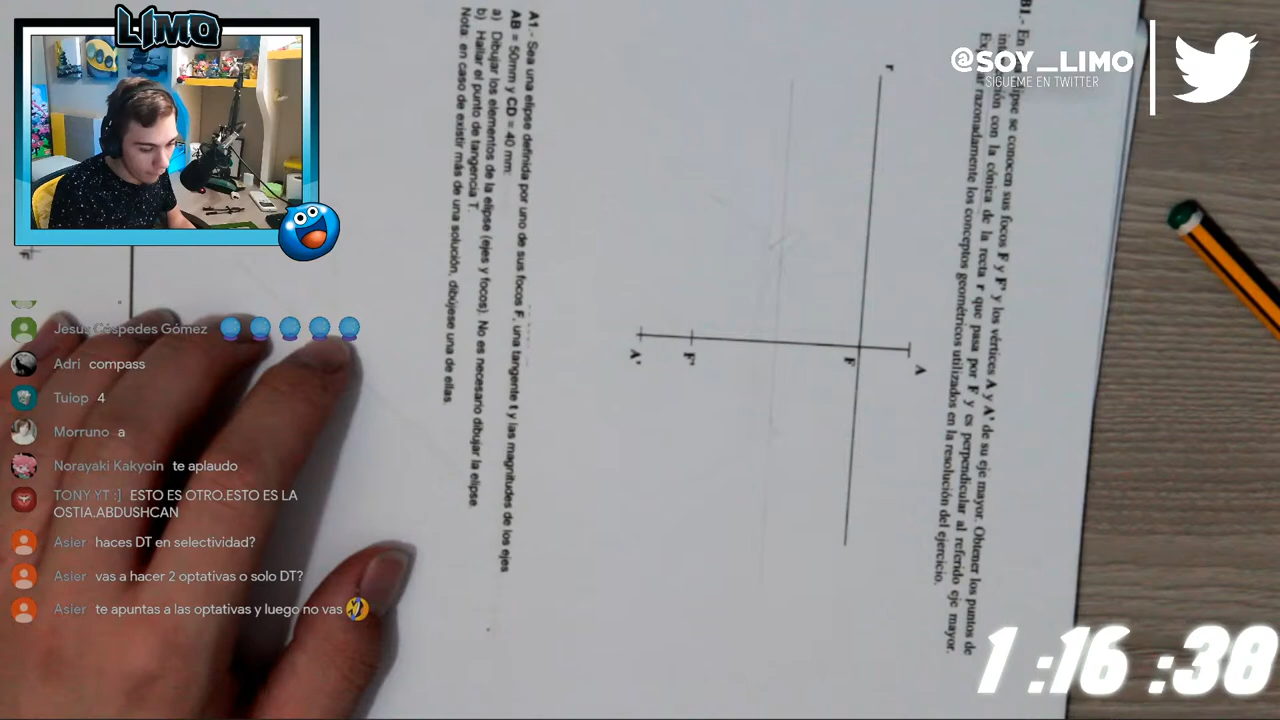 LIMO
@SOY_LIMO
SÍGUEME EN TWITTER
B1.- En ipse se conocen sus focos F y F' y los vértices A y A' de su eje mayor. Obtener los puntos de
ión con la cónica de la recta r que pasa por F y es perpendicular al referido eje mayor.
razonadamente los conceptos geométricos utilizados en la resolución del ejercicio.
r
A
F
F'
A'
A1.- Sea una elipse definida por uno de sus focos F, una tangente t y las magnitudes de los ejes
AB = 50mm y CD = 40 mm:
a) Dibujar los elementos de la elipse (ejes y focos). No es necesario dibujar la elipse.
b) Hallar el punto de tangencia T.
Nota: en caso de existir más de una solución, dibújese una de ellas.
F
Jesus Céspedes Gómez
Adri compass
Tuiop 4
Morruno a
Norayaki Kakyoin te aplaudo
TONY YT :] ESTO ES OTRO.ESTO ES LA
OSTIA.ABDUSHCAN
Asier haces DT en selectividad?
Asier vas a hacer 2 optativas o solo DT?
Asier te apuntas a las optativas y luego no vas
1:16:38